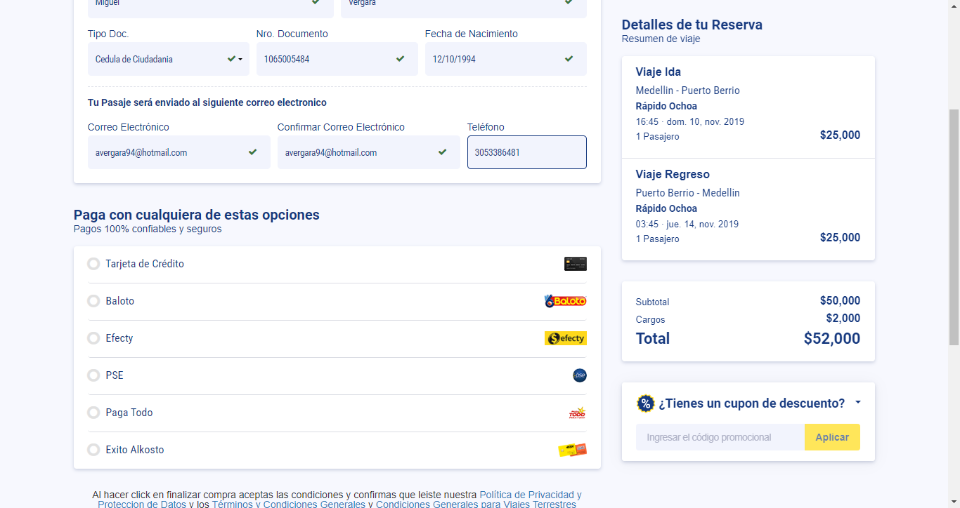 Miguel
Vergara
Tipo Doc.
Nro. Documento
Fecha de Nacimiento
Cedula de Ciudadania
1065005484
12/10/1994
Tu Pasaje será enviado al siguiente correo electronico
Correo Electrónico
Confirmar Correo Electrónico
Teléfono
avergara94@hotmail.com
avergara94@hotmail.com
3053386481
Paga con cualquiera de estas opciones
Pagos 100% confiables y seguros
Tarjeta de Crédito
Baloto
Baloto
Efecty
$efecty
PSE
pse
Paga Todo
TODO
Exito Alkosto
Al hacer click en finalizar compra aceptas las condiciones y confirmas que leiste nuestra Política de Privacidad y
Proteccion de Datos y los Términos y Condiciones Generales y Condiciones Generales para Viajes Terrestres
Detalles de tu Reserva
Resumen de viaje
Viaje Ida
Medellin - Puerto Berrio
Rápido Ochoa
16:45 · dom. 10, nov. 2019
1 Pasajero
$25,000
Viaje Regreso
Puerto Berrio - Medellin
Rápido Ochoa
03:45 · jue. 14, nov. 2019
1 Pasajero
$25,000
Subtotal
$50,000
Cargos
$2,000
Total
$52,000
% ¿Tienes un cupon de descuento?
Ingresar el código promocional
Aplicar